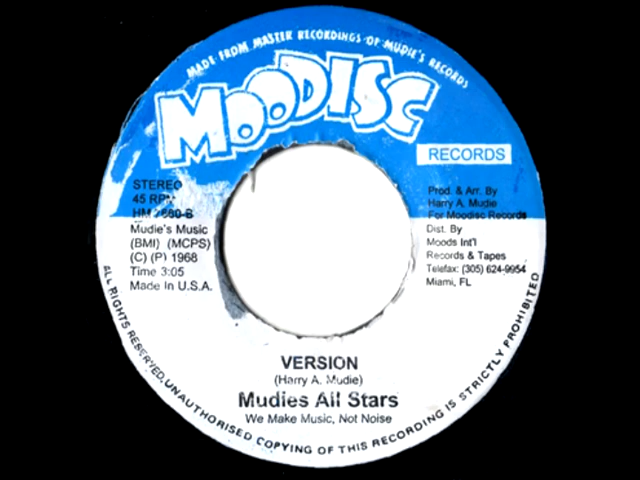 MADE FROM MASTER RECORDINGS OF MUDIE'S RECORDS
MOODISC
RECORDS
STEREO
45 RPM
Mudie's Music
(BMI) (MCPS)
(C) (P) 1968
Time 3:05
Made In U.S.A.
Prod. & Arr. By
Harry A. Mudie
For Moodisc Records
Dist. By
Moods Int'l
Records & Tapes
Telefax: (305) 624-9954
Miami, FL
VERSION
(Harry A. Mudie)
Mudies All Stars
We Make Music, Not Noise
ALL RIGHTS RESERVED. UNAUTHORISED COPYING OF THIS RECORDING IS STRICTLY PROHIBITED